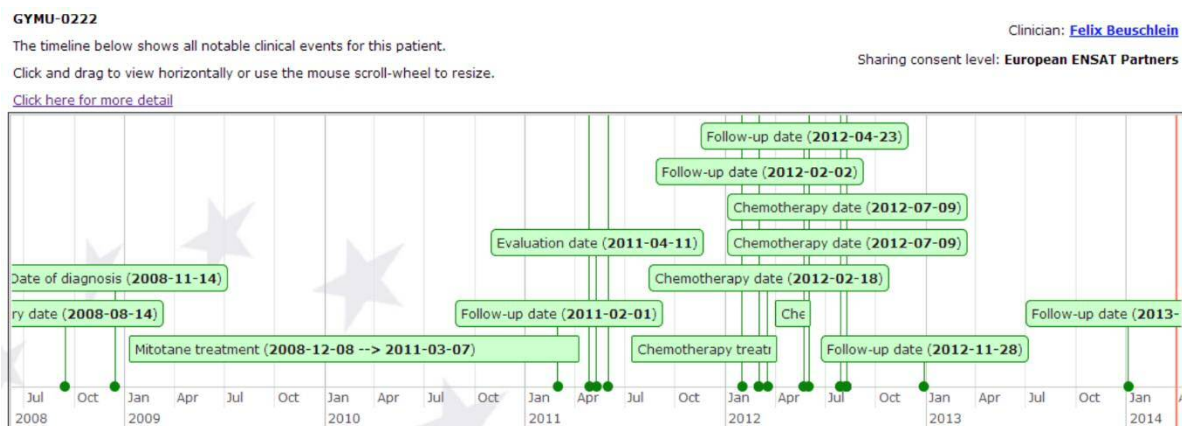 GYMU-0222
Clinician: Felix Beuschlein
The timeline below shows all notable clinical events for this patient.
Sharing consent level: European ENSAT Partners
Click and drag to view horizontally or use the mouse scroll-wheel to resize.
Click here for more detail
Follow-up date (2012-04-23)
Follow-up date (2012-02-02)
Chemotherapy date (2012-07-09)
Evaluation date (2011-04-11) Chemotherapy date (2012-07-09)
Date of diagnosis (2008-11-14) Chemotherapy date (2012-02-18)
ry date (2008-08-14) Follow-up date (2011-02-01) Che Follow-up date (2013-
Mitotane treatment (2008-12-08 --> 2011-03-07) Chemotherapy treat Follow-up date (2012-11-28)
Jul Oct Jan Apr Jul Oct Jan Apr Jul Oct Jan Apr Jul Oct Jan Apr Jul Oct Jan Apr Jul Oct Jan
2008 2009 2010 2011 2012 2013 2014